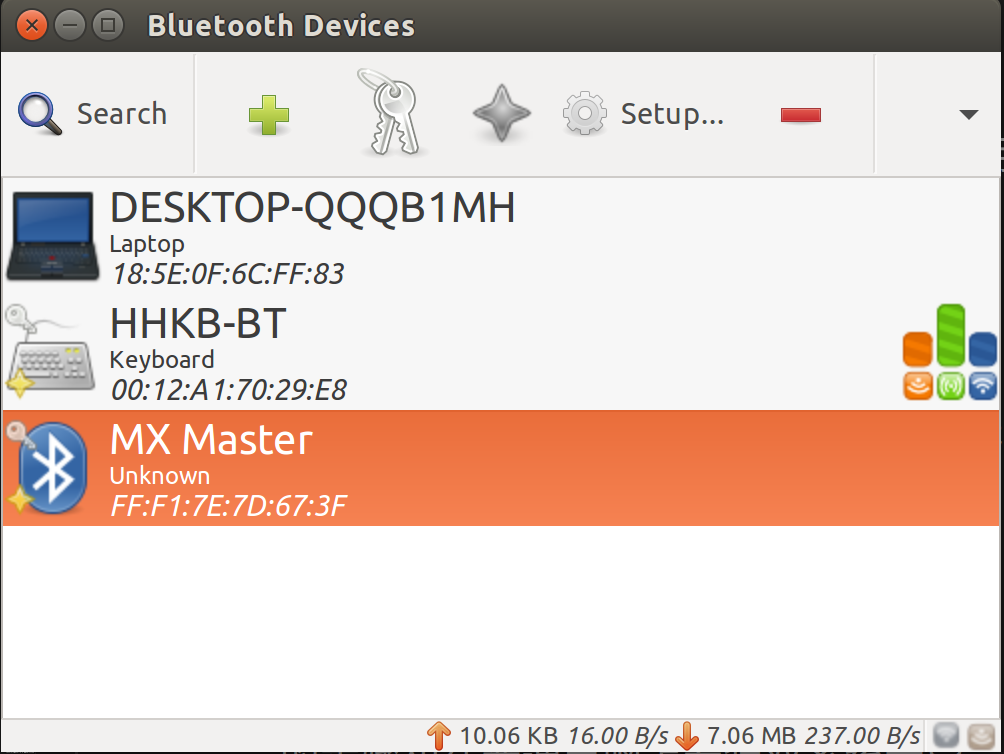 Bluetooth Devices
Search Setup...
DESKTOP-QQQB1MH
Laptop
18:5E:0F:6C:FF:83
HHKB-BT
Keyboard
00:12:A1:70:29:E8
MX Master
Unknown
FF:F1:7E:7D:67:3F
10.06 KB 16.00 B/s 7.06 MB 237.00 B/s